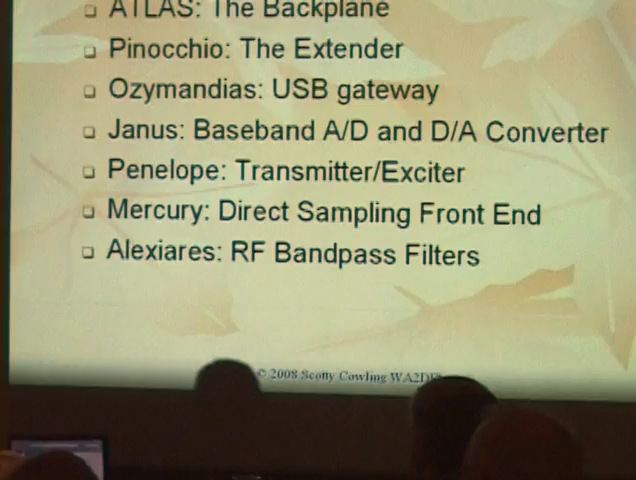 ATLAS: The Backplane
Pinocchio: The Extender
Ozymandias: USB gateway
Janus: Baseband A/D and D/A Converter
Penelope: Transmitter/Exciter
Mercury: Direct Sampling Front End
Alexiares: RF Bandpass Filters
© 2008 Scotty Cowling